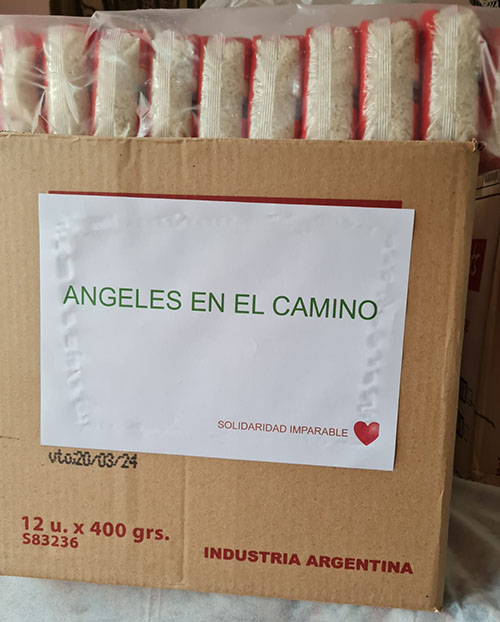 ANGELES EN EL CAMINO
SOLIDARIDAD IMPARABLE
vto:20/03/24
12 u. x 400 grs.
S83236
INDUSTRIA ARGENTINA